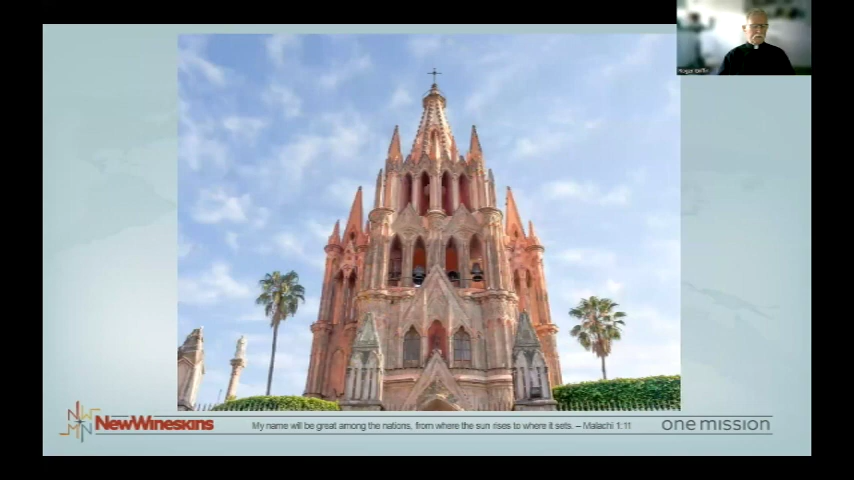 NewWineskins
My name will be great among the nations, from where the sun rises to where it sets. – Malachi 1:11
one mission